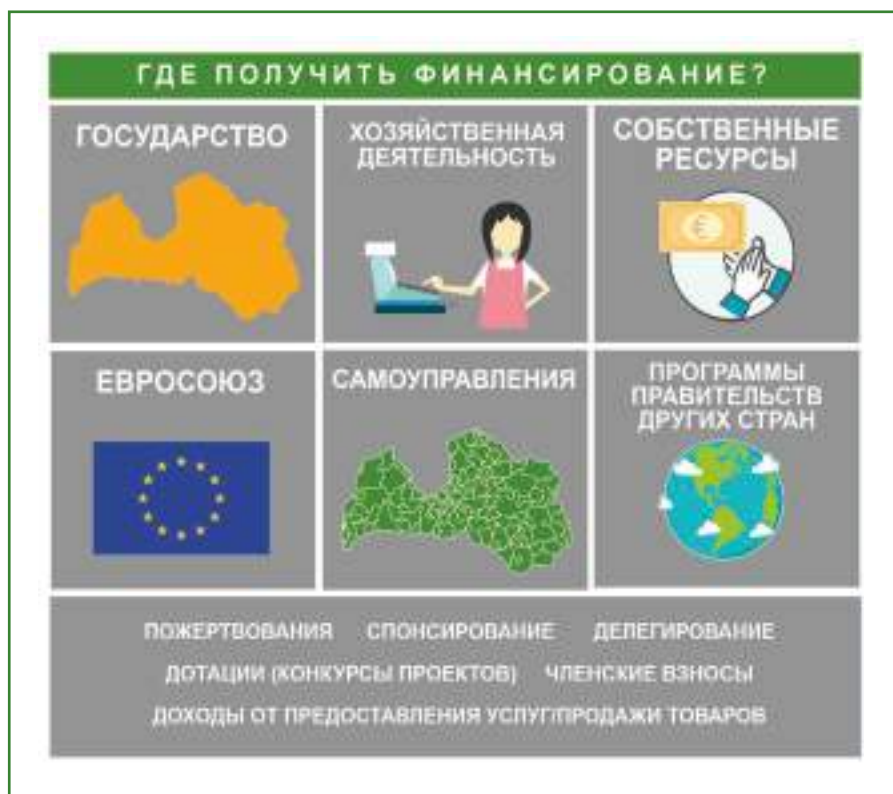 ГДЕ ПОЛУЧИТЬ ФИНАНСИРОВАНИЕ?
ГОСУДАРСТВО
ХОЗЯЙСТВЕННАЯ
ДЕЯТЕЛЬНОСТЬ
СОБСТВЕННЫЕ
РЕСУРСЫ
ЕВРОСОЮЗ
САМОУПРАВЛЕНИЯ
ПРОГРАММЫ
ПРАВИТЕЛЬСТВ
ДРУГИХ СТРАН
ПОЖЕРТВОВАНИЯ СПОНСИРОВАНИЕ ДЕЛЕГИРОВАНИЕ
ДОТАЦИИ (КОНКУРСЫ ПРОЕКТОВ) ЧЛЕНСКИЕ ВЗНОСЫ
ДОХОДЫ ОТ ПРЕДОСТАВЛЕНИЯ УСЛУГ/ПРОДАЖИ ТОВАРОВ